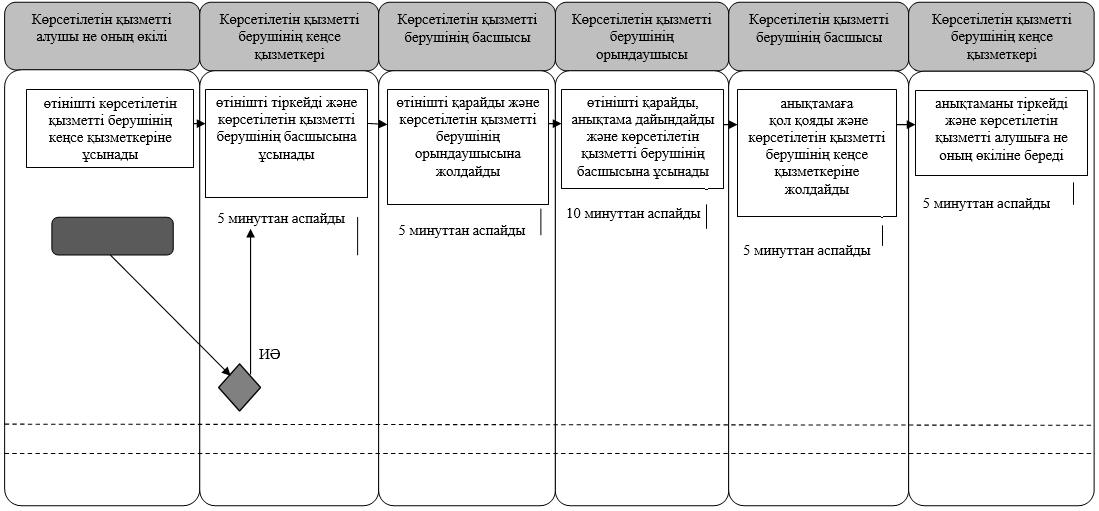 Көрсетілетін қызметті
алушы не оның өкілі
Көрсетілетін қызметті
берушінің кеңсе
қызметкері
Көрсетілетін қызметті
берушінің басшысы
Көрсетілетін қызметті
берушінің
орындаушысы
Көрсетілетін қызметті
берушінің басшысы
Көрсетілетін қызметті
берушінің кеңсе
қызметкері
өтінішті көрсетілетін
қызметті берушінің
кеңсе қызметкеріне
ұсынады
өтінішті тіркейді және
көрсетілетін қызметті
берушінің басшысына
ұсынады
өтінішті қарайды және
көрсетілетін қызметті
берушінің
орындаушысына
жолдайды
өтінішті қарайды,
анықтама дайындайды
және көрсетілетін
қызметті берушінің
басшысына ұсынады
анықтамаға
қол қояды және
көрсетілетін қызметті
берушінің кеңсе
қызметкеріне
жолдайды
анықтаманы тіркейді
және көрсетілетін
қызметті алушыға не
оның өкіліне береді
5 минуттан аспайды
5 минуттан аспайды
10 минуттан аспайды
5 минуттан аспайды
5 минуттан аспайды
ИӘ